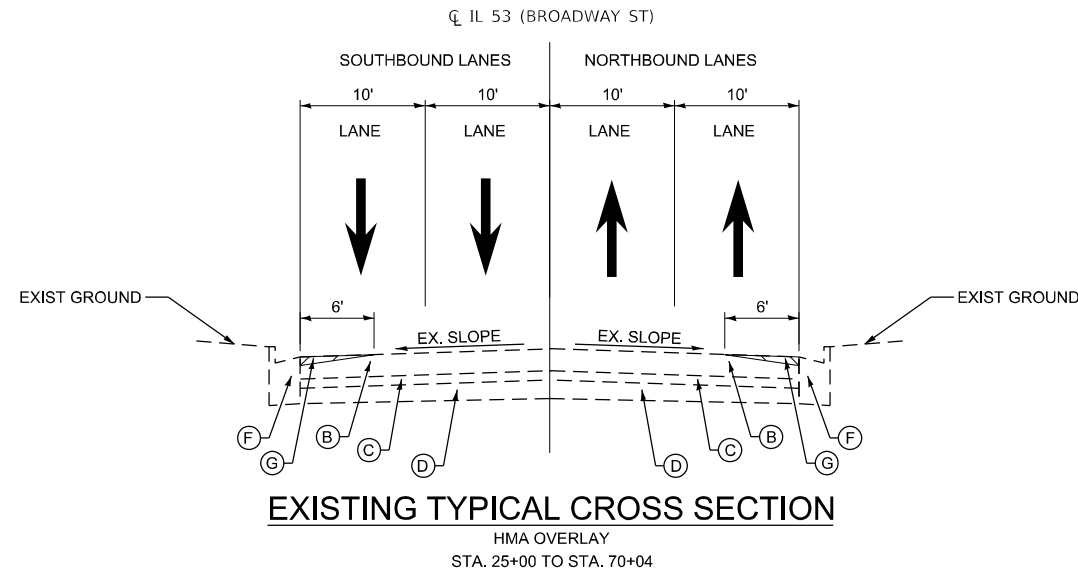 ℄ IL 53 (BROADWAY ST)
SOUTHBOUND LANES NORTHBOUND LANES
10' 10' 10' 10'
LANE LANE LANE LANE
EXIST GROUND EXIST GROUND
6' 6'
EX. SLOPE EX. SLOPE
F G B C D D C B G F
EXISTING TYPICAL CROSS SECTION
HMA OVERLAY
STA. 25+00 TO STA. 70+04